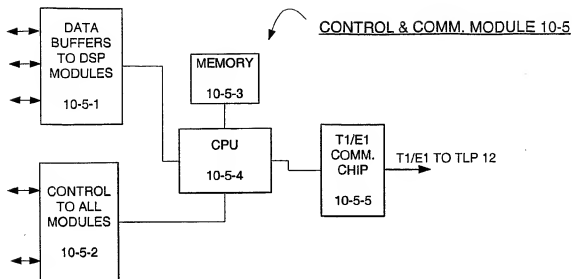 CONTROL & COMM. MODULE 10-5
DATA
BUFFERS
TO DSP
MODULES
10-5-1
MEMORY
10-5-3
CPU
10-5-4
T1/E1
COMM.
CHIP
10-5-5
T1/E1 TO TLP 12
CONTROL
TO ALL
MODULES
10-5-2